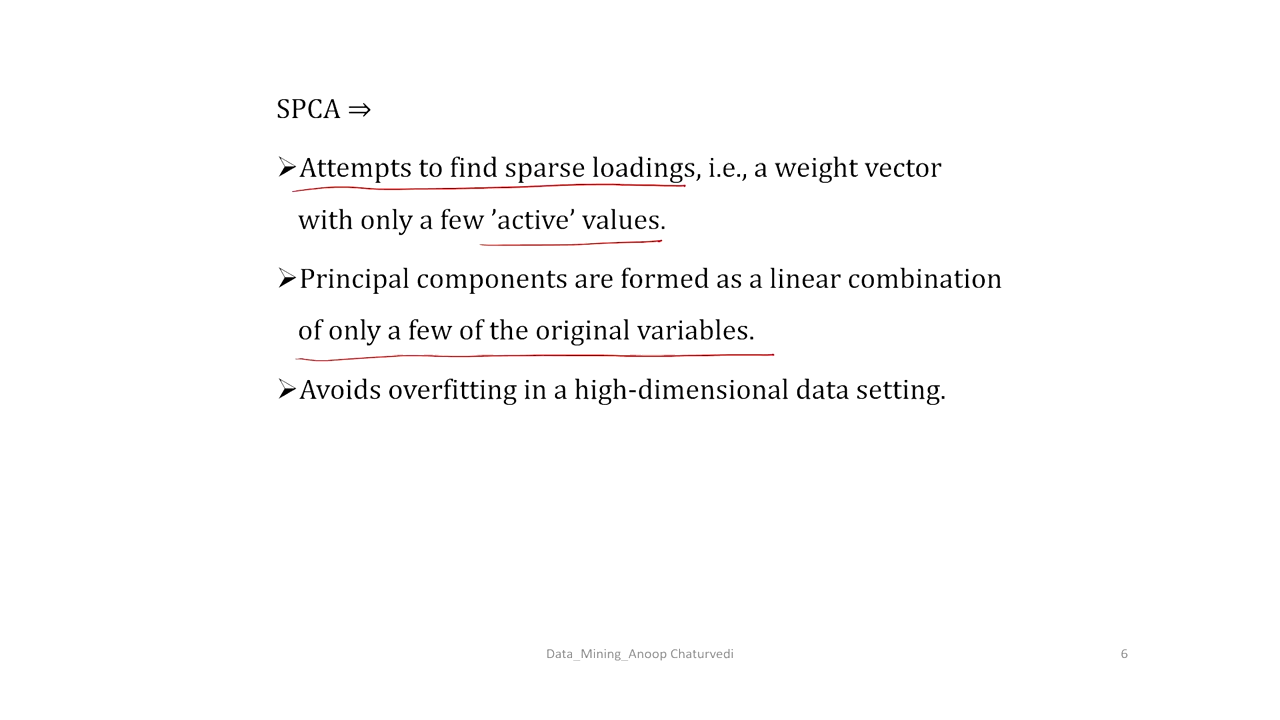 SPCA ⇒
➢Attempts to find sparse loadings, i.e., a weight vector
with only a few ’active’ values.
➢Principal components are formed as a linear combination
of only a few of the original variables.
➢Avoids overfitting in a high-dimensional data setting.
Data_Mining_Anoop Chaturvedi
6